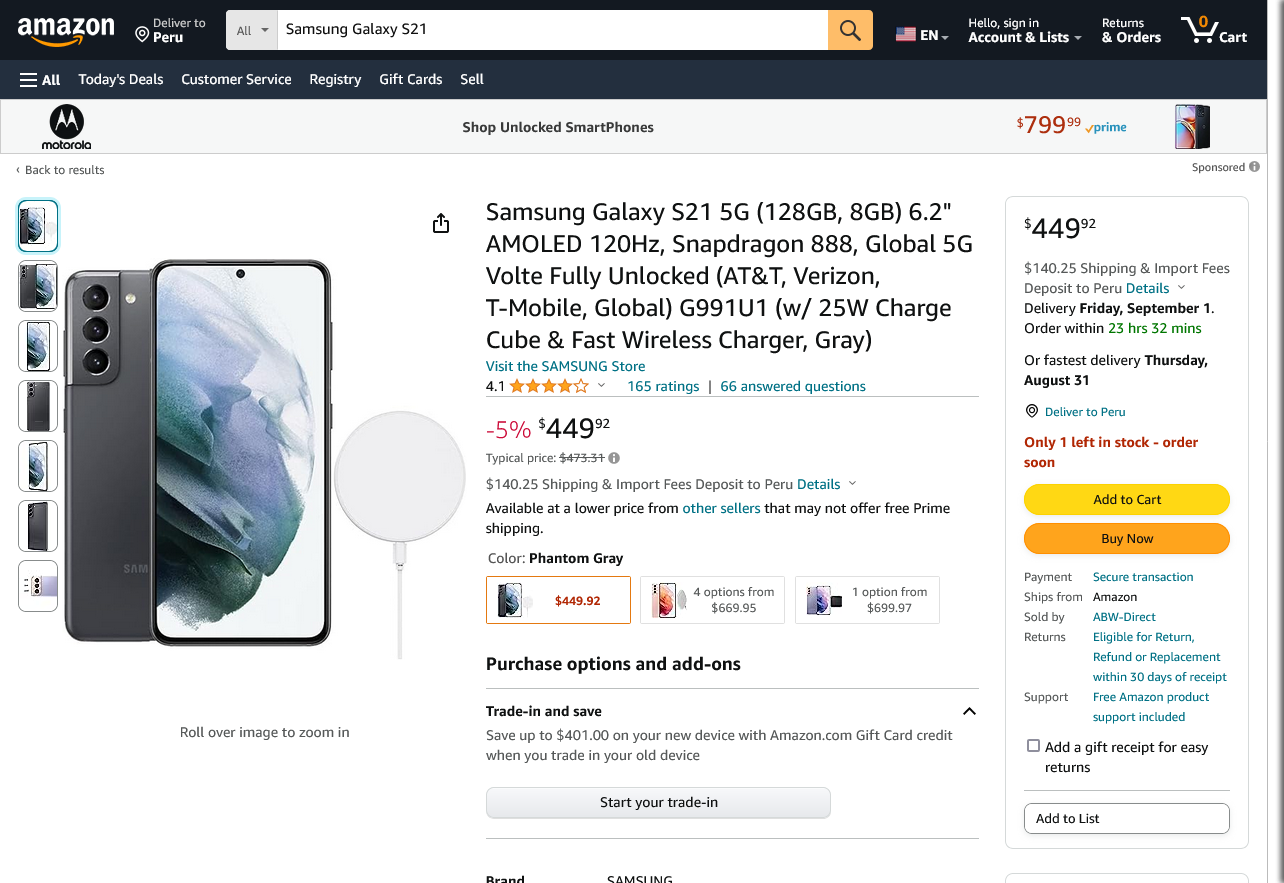 amazon
Deliver to
Peru
All
Samsung Galaxy S21
EN
Hello, sign in
Account & Lists
Returns
& Orders
0
Cart
All
Today's Deals
Customer Service
Registry
Gift Cards
Sell
motorola
Shop Unlocked SmartPhones
$799 99
prime
‹ Back to results
Sponsored
Samsung Galaxy S21 5G (128GB, 8GB) 6.2"
AMOLED 120Hz, Snapdragon 888, Global 5G
Volte Fully Unlocked (AT&T, Verizon,
T-Mobile, Global) G991U1 (w/ 25W Charge
Cube & Fast Wireless Charger, Gray)
Visit the SAMSUNG Store
4.1
165 ratings | 66 answered questions
-5% $449 92
Typical price: $473.31
$140.25 Shipping & Import Fees Deposit to Peru Details
Available at a lower price from other sellers that may not offer free Prime
shipping.
Color: Phantom Gray
$449.92
4 options from
$669.95
1 option from
$699.97
Purchase options and add-ons
Trade-in and save
Save up to $401.00 on your new device with Amazon.com Gift Card credit
when you trade in your old device
Start your trade-in
Brand SAMSUNG
SAM
Roll over image to zoom in
$449 92
$140.25 Shipping & Import Fees
Deposit to Peru Details
Delivery Friday, September 1.
Order within 23 hrs 32 mins
Or fastest delivery Thursday,
August 31
Deliver to Peru
Only 1 left in stock - order
soon
Add to Cart
Buy Now
Payment Secure transaction
Ships from Amazon
Sold by ABW-Direct
Returns Eligible for Return,
Refund or Replacement
within 30 days of receipt
Support Free Amazon product
support included
Add a gift receipt for easy
returns
Add to List